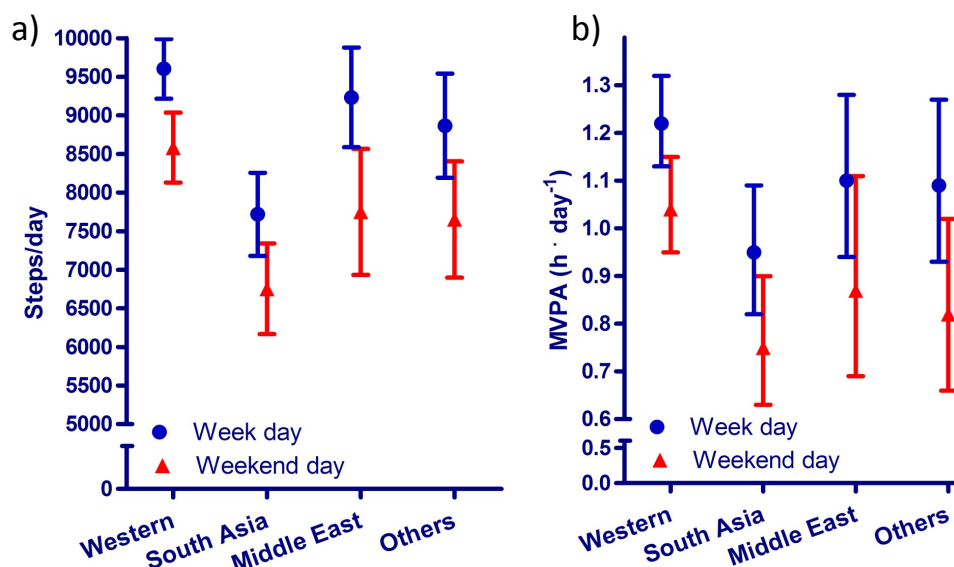 a)
Steps/day
10000
9500
9000
8500
8000
7500
7000
6500
6000
5500
5000
0
Week day
Weekend day
Western
South Asia
Middle East
Others
b)
MVPA (h · day⁻¹)
1.3
1.2
1.1
1.0
0.9
0.8
0.7
0.6
0.5
0.0
Week day
Weekend day
Western
South Asia
Middle East
Others